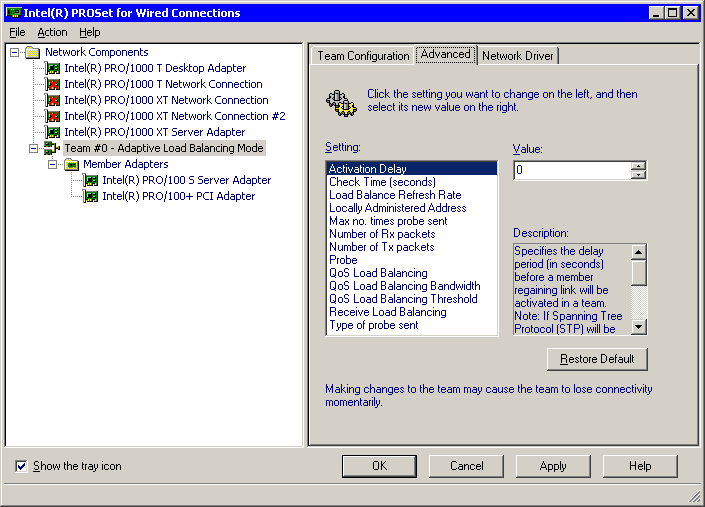 Intel(R) PROSet for Wired Connections
File Action Help
Network Components
Intel(R) PRO/1000 T Desktop Adapter
Intel(R) PRO/1000 T Network Connection
Intel(R) PRO/1000 XT Network Connection
Intel(R) PRO/1000 XT Network Connection #2
Intel(R) PRO/1000 XT Server Adapter
Team #0 - Adaptive Load Balancing Mode
Member Adapters
Intel(R) PRO/100 S Server Adapter
Intel(R) PRO/100+ PCI Adapter
Team Configuration Advanced Network Driver
Click the setting you want to change on the left, and then
select its new value on the right.
Setting:
Activation Delay
Check Time (seconds)
Load Balance Refresh Rate
Locally Administered Address
Max no. times probe sent
Number of Rx packets
Number of Tx packets
Probe
QoS Load Balancing
QoS Load Balancing Bandwidth
QoS Load Balancing Threshold
Receive Load Balancing
Type of probe sent
Value:
0
Description:
Specifies the delay
period (in seconds)
before a member
regaining link will be
activated in a team.
Note: If Spanning Tree
Protocol (STP) will be
Restore Default
Making changes to the team may cause the team to lose connectivity
momentarily.
Show the tray icon
OK Cancel Apply Help